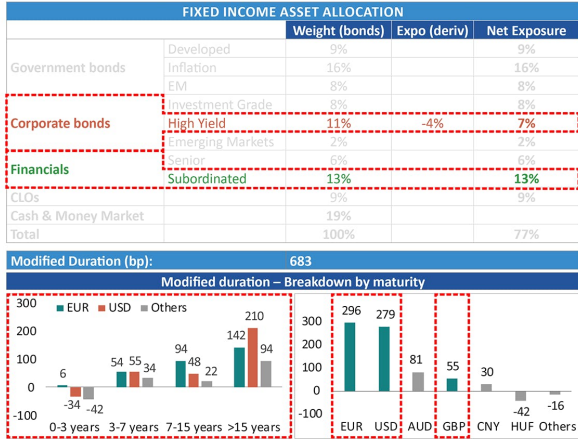 FIXED INCOME ASSET ALLOCATION
Weight (bonds) Expo (deriv) Net Exposure
Government bonds
Developed 9% 9%
Inflation 16% 16%
EM 8% 8%
Corporate bonds
Investment Grade 8% 8%
High Yield 11% -4% 7%
Emerging Markets 2% 2%
Financials
Senior 6% 6%
Subordinated 13% 13%
CLOs 9% 9%
Cash & Money Market 19%
Total 100% 77%
Modified Duration (bp): 683
Modified duration – Breakdown by maturity
300
200
100
0
-100
EUR USD Others
6 -34 -42
54 55 34
94 48 22
142 210 94
0-3 years 3-7 years 7-15 years >15 years
300
200
100
0
-100
296 279 81 55 30 -42 -16
EUR USD AUD GBP CNY HUF Others